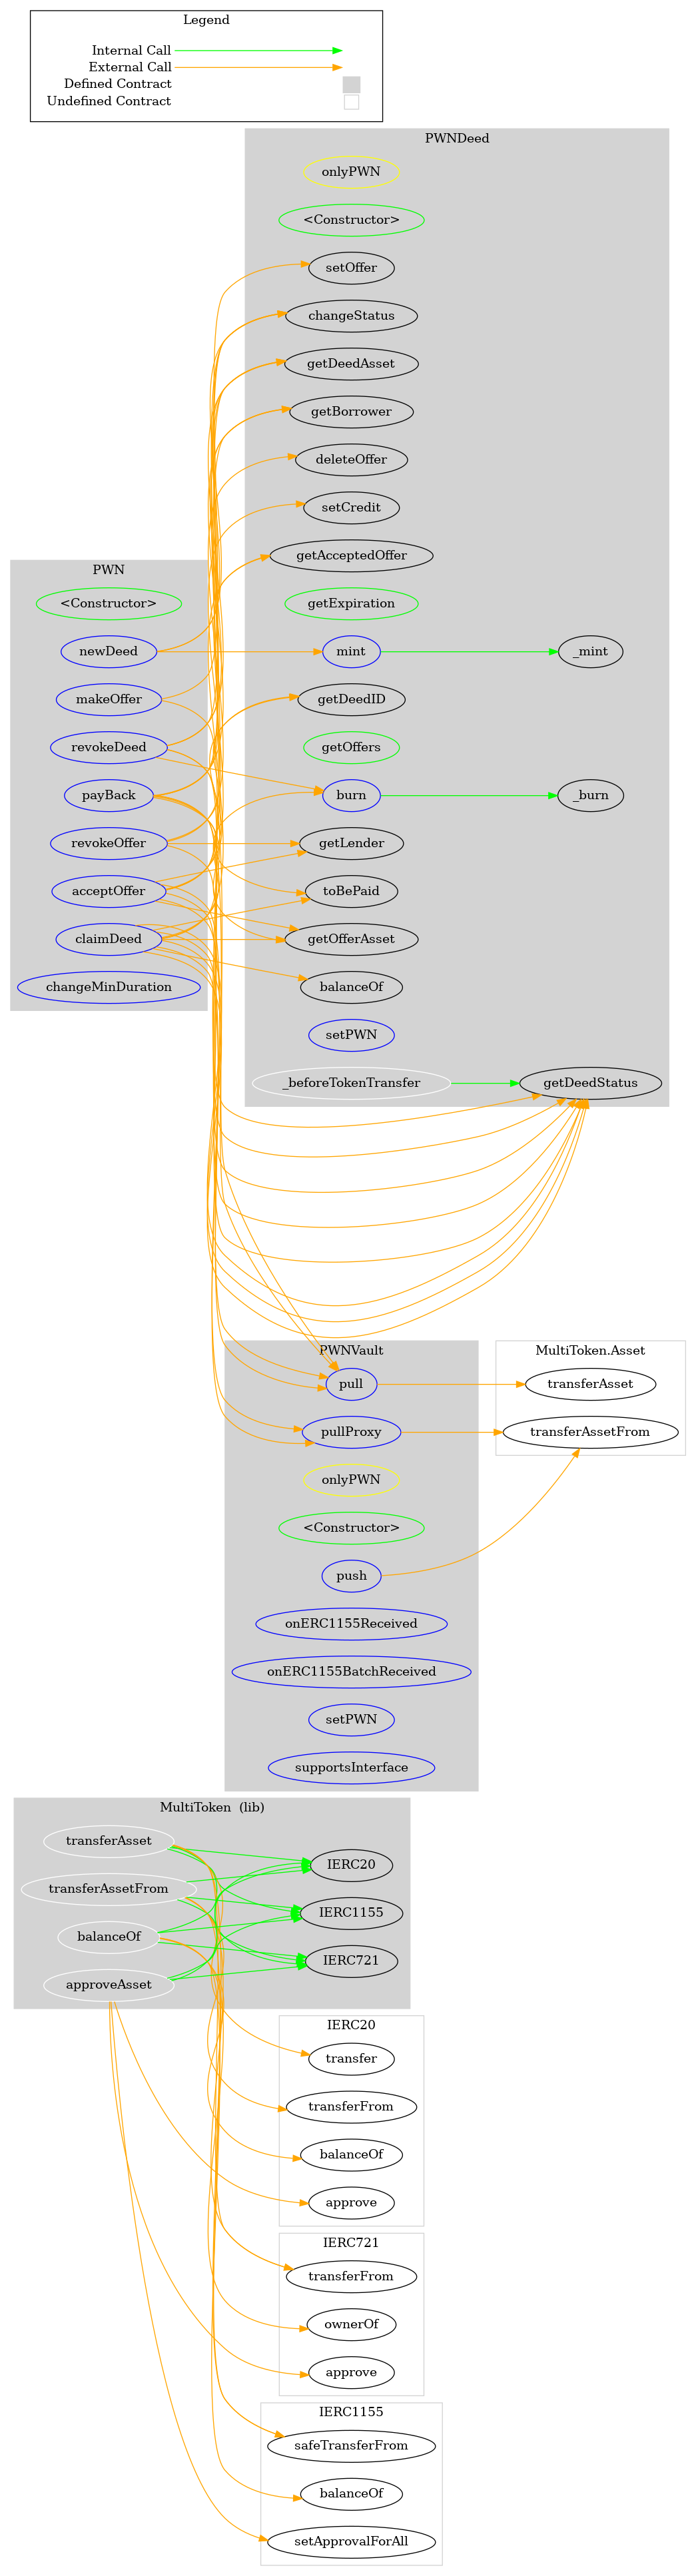 Legend
Internal Call
External Call
Defined Contract
Undefined Contract
PWNDeed
onlyPWN
<Constructor>
setOffer
changeStatus
getDeedAsset
getBorrower
deleteOffer
setCredit
getAcceptedOffer
getExpiration
mint
_mint
getDeedID
getOffers
burn
_burn
getLender
toBePaid
getOfferAsset
balanceOf
setPWN
_beforeTokenTransfer
getDeedStatus
PWN
<Constructor>
newDeed
makeOffer
revokeDeed
payBack
revokeOffer
acceptOffer
claimDeed
changeMinDuration
PWNVault
pull
pullProxy
onlyPWN
<Constructor>
push
onERC1155Received
onERC1155BatchReceived
setPWN
supportsInterface
MultiToken.Asset
transferAsset
transferAssetFrom
MultiToken (lib)
transferAsset
transferAssetFrom
balanceOf
approveAsset
IERC20
IERC1155
IERC721
IERC20
transfer
transferFrom
balanceOf
approve
IERC721
transferFrom
ownerOf
approve
IERC1155
safeTransferFrom
balanceOf
setApprovalForAll